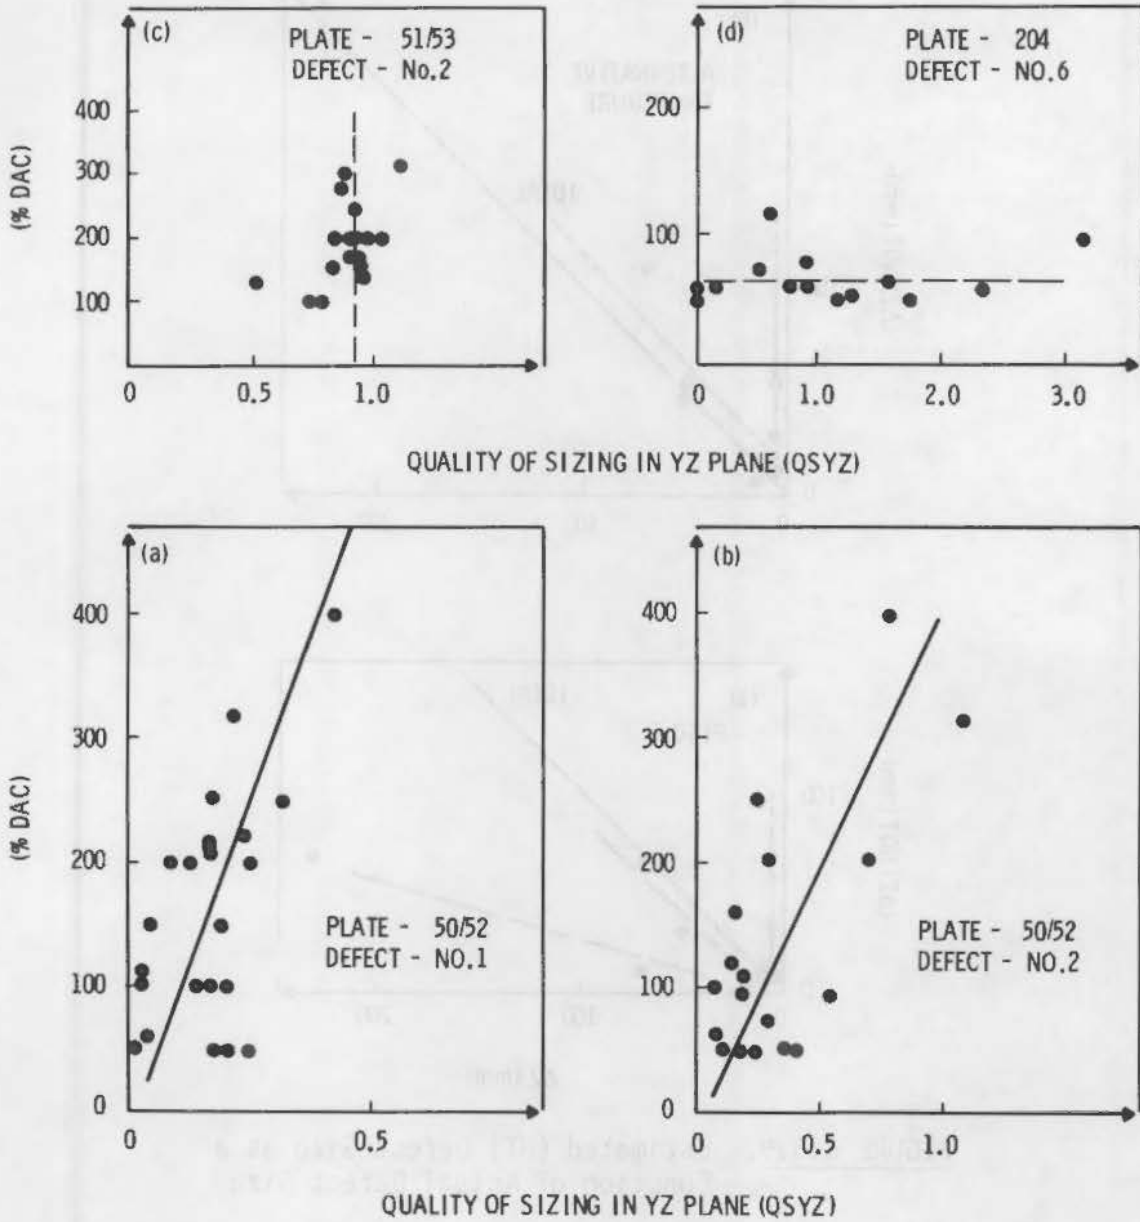 (c)
PLATE - 51/53
DEFECT - No.2
400
300
200
100
0 0.5 1.0
(% DAC)
(d)
PLATE - 204
DEFECT - NO.6
200
100
0 1.0 2.0 3.0
QUALITY OF SIZING IN YZ PLANE (QSYZ)
(a)
400
300
200
100
0
0 0.5
(% DAC)
PLATE - 50/52
DEFECT - NO.1
(b)
400
300
200
100
0
0 0.5 1.0
PLATE - 50/52
DEFECT - NO.2
QUALITY OF SIZING IN YZ PLANE (QSYZ)